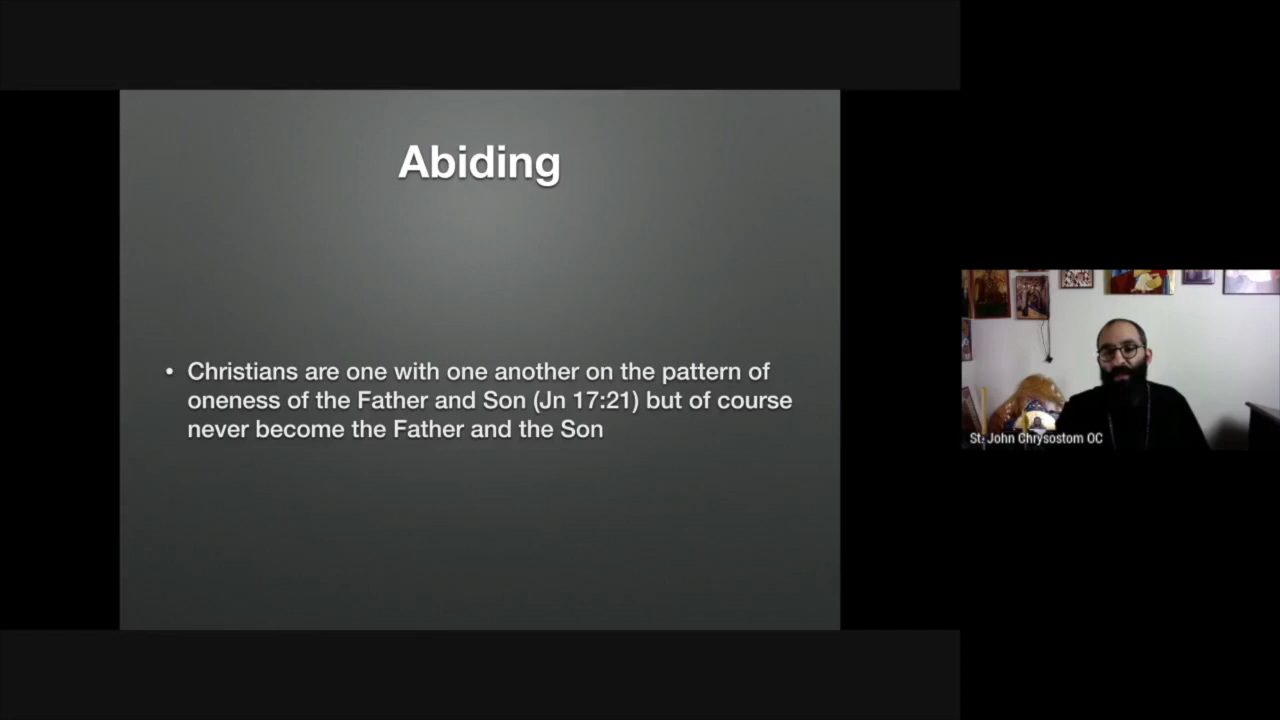 Abiding
• Christians are one with one another on the pattern of
oneness of the Father and Son (Jn 17:21) but of course
never become the Father and the Son
St. John Chrysostom OC